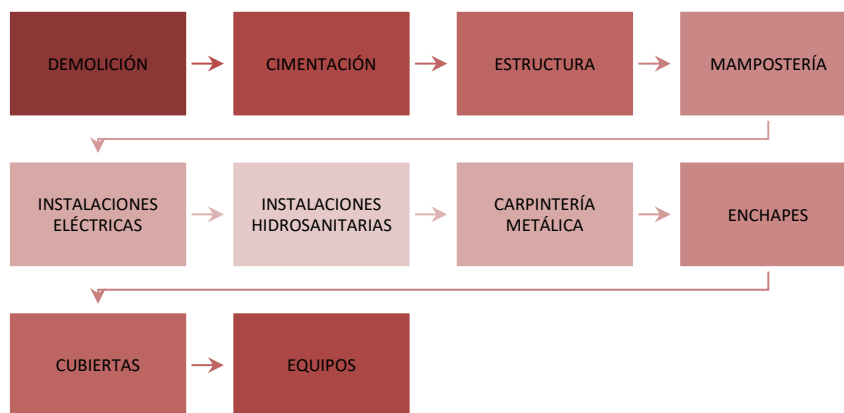 DEMOLICIÓN
CIMENTACIÓN
ESTRUCTURA
MAMPOSTERÍA
INSTALACIONES
ELÉCTRICAS
INSTALACIONES
HIDROSANITARIAS
CARPINTERÍA
METÁLICA
ENCHAPES
CUBIERTAS
EQUIPOS